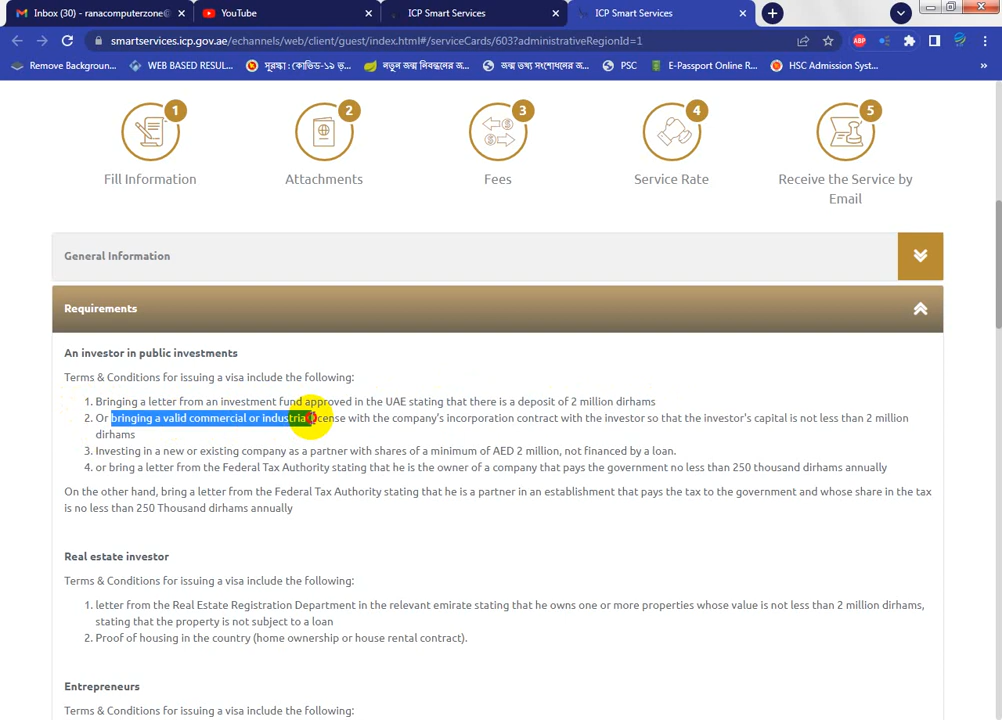 Inbox (30) - ranacomputerzone@
YouTube
ICP Smart Services
ICP Smart Services
smartservices.icp.gov.ae/echannels/web/client/guest/index.html#/serviceCards/603?administrativeRegionId=1
ABP
Remove Backgroun...
WEB BASED RESUL...
সুরক্ষা : কোভিড-১৯ ভ...
নতুন জন্ম নিবন্ধনের জ...
জন্ম তথ্য সংশোধনের জ...
PSC
E-Passport Online R...
HSC Admission Syst...
»
1
2
3
4
5
Fill Information
Attachments
Fees
Service Rate
Receive the Service by
Email
General Information
Requirements
An investor in public investments
Terms & Conditions for issuing a visa include the following:
1. Bringing a letter from an investment fund approved in the UAE stating that there is a deposit of 2 million dirhams
2. Or bringing a valid commercial or industrial license with the company's incorporation contract with the investor so that the investor's capital is not less than 2 million
dirhams
3. Investing in a new or existing company as a partner with shares of a minimum of AED 2 million, not financed by a loan.
4. or bring a letter from the Federal Tax Authority stating that he is the owner of a company that pays the government no less than 250 thousand dirhams annually
On the other hand, bring a letter from the Federal Tax Authority stating that he is a partner in an establishment that pays the tax to the government and whose share in the tax
is no less than 250 Thousand dirhams annually
Real estate investor
Terms & Conditions for issuing a visa include the following:
1. letter from the Real Estate Registration Department in the relevant emirate stating that he owns one or more properties whose value is not less than 2 million dirhams,
stating that the property is not subject to a loan
2. Proof of housing in the country (home ownership or house rental contract).
Entrepreneurs
Terms & Conditions for issuing a visa include the following: